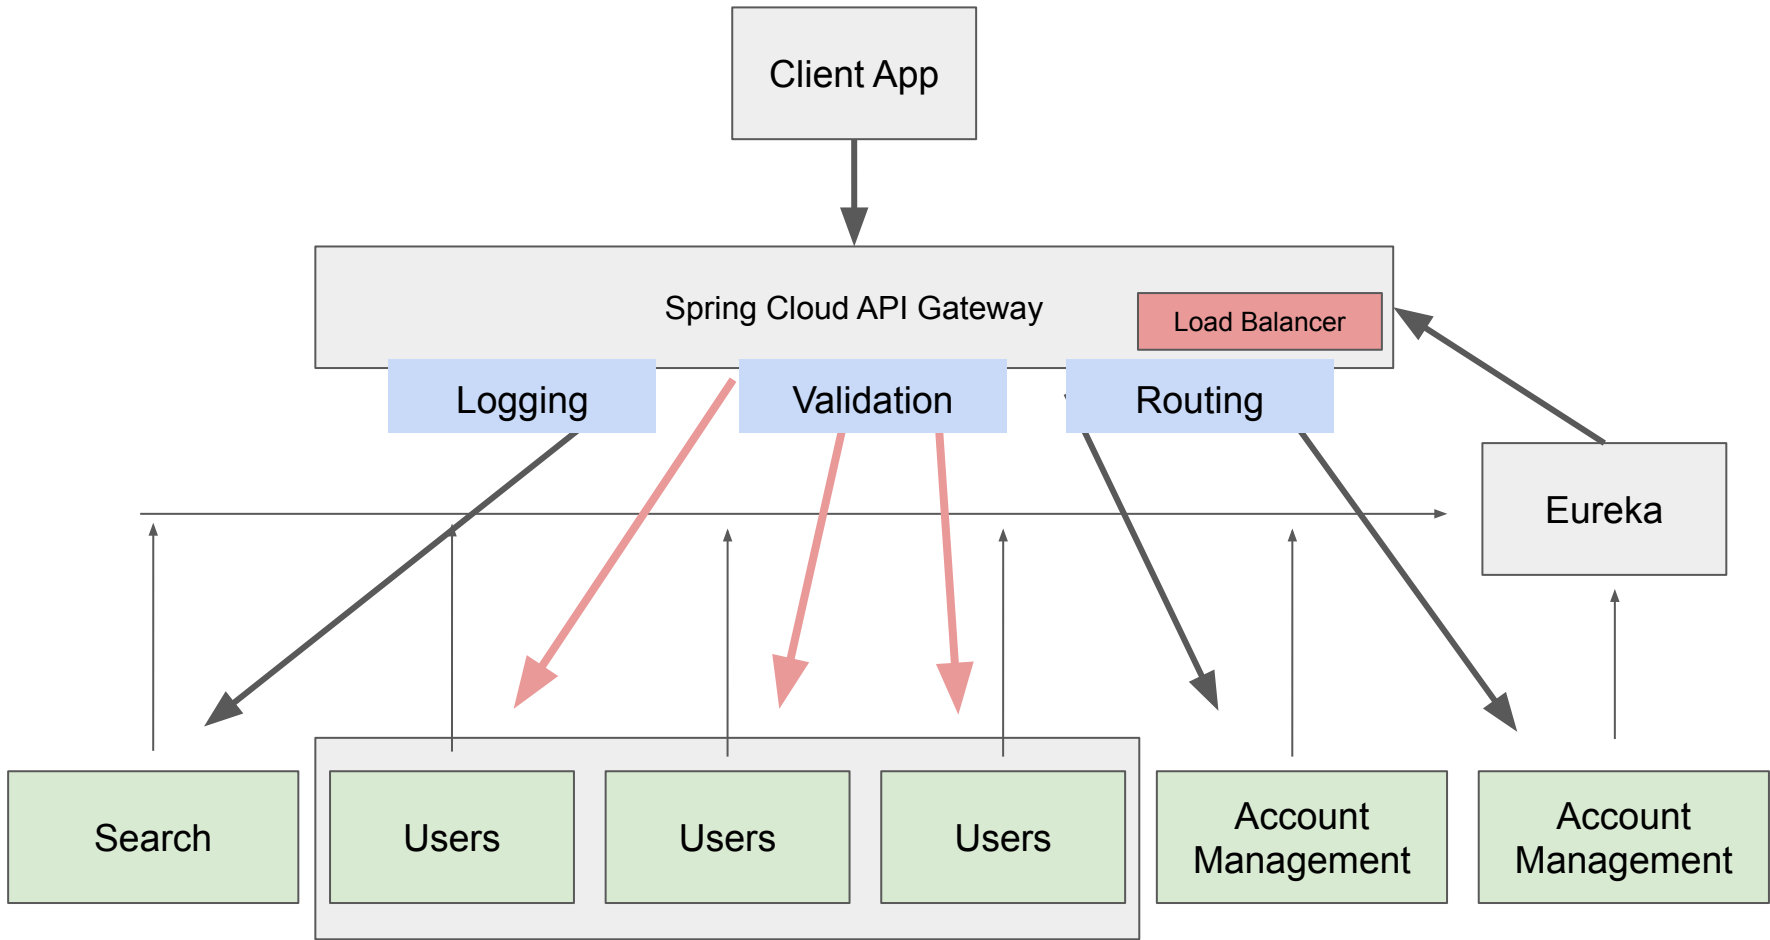 Client App
Spring Cloud API Gateway
Load Balancer
Logging
Validation
Routing
Eureka
Search
Users
Users
Users
Account
Management
Account
Management